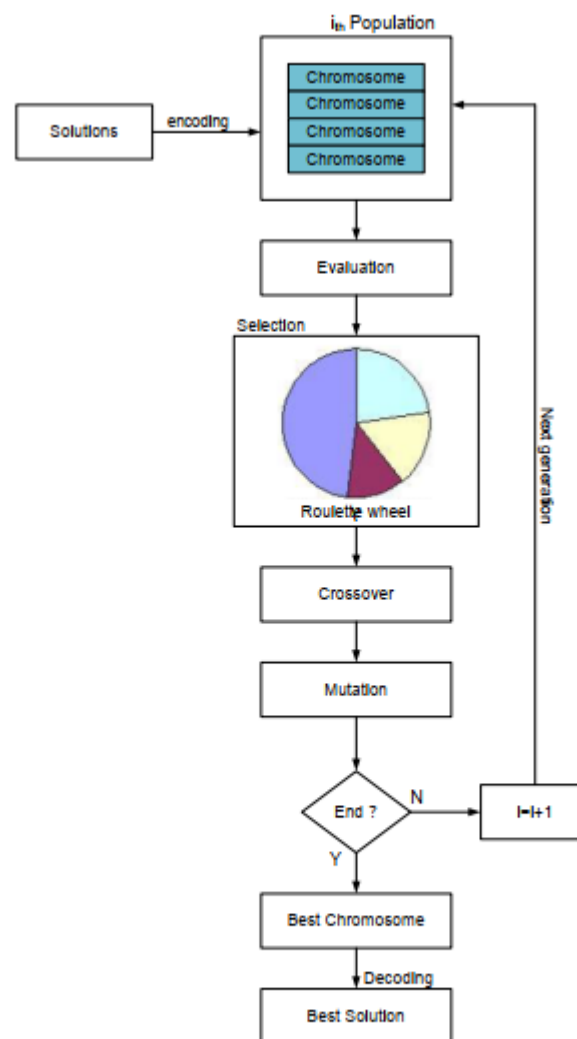 ith Population
Chromosome
Chromosome
Chromosome
Chromosome
Solutions
encoding
Evaluation
Selection
Roulette wheel
Next generation
Crossover
Mutation
End ?
N
I=I+1
Y
Best Chromosome
Decoding
Best Solution